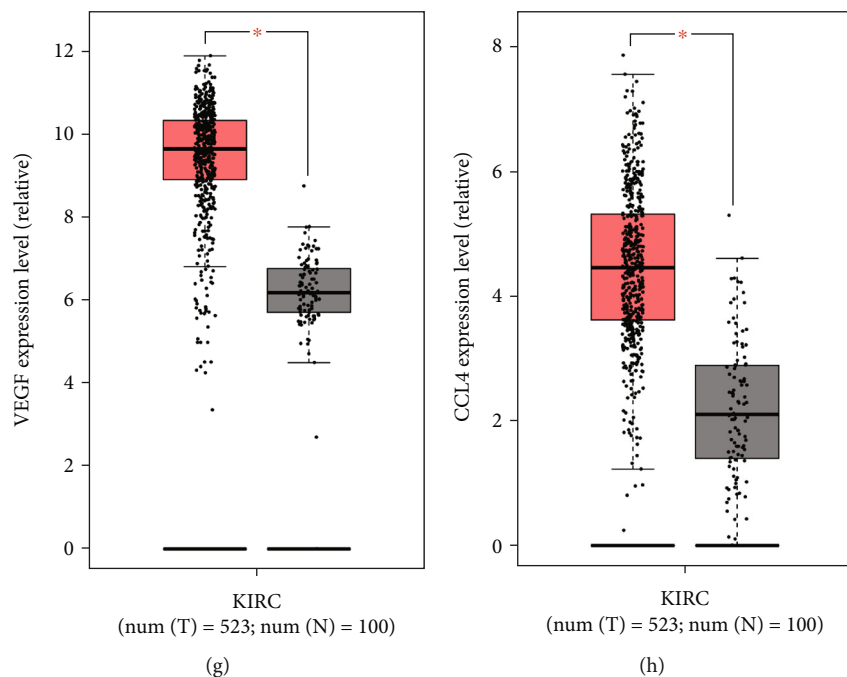 VEGF expression level (relative)
12
10
8
6
4
2
0
*
KIRC
(num (T) = 523; num (N) = 100)
(g)
CCL4 expression level (relative)
8
6
4
2
0
*
KIRC
(num (T) = 523; num (N) = 100)
(h)